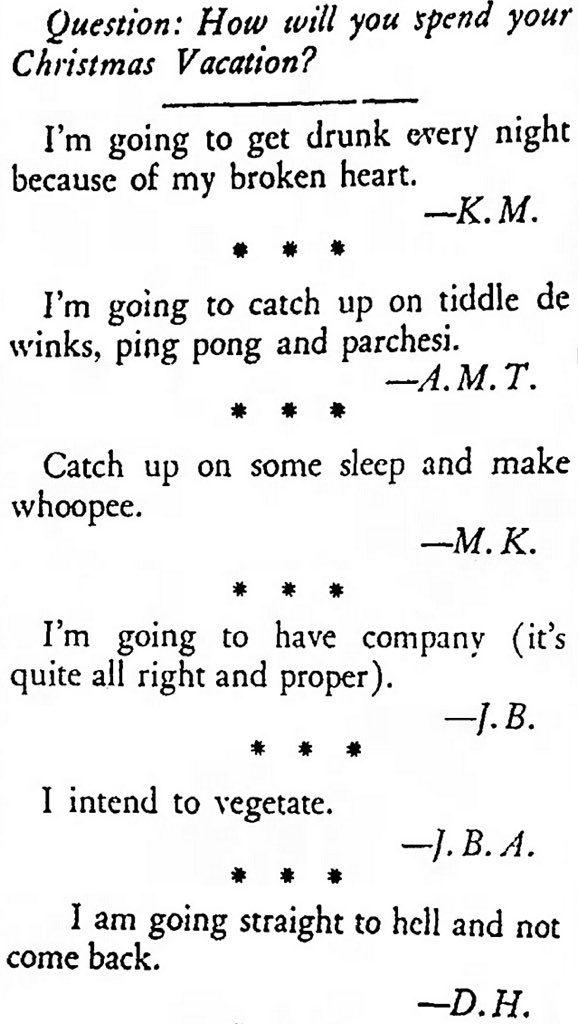 Question: How will you spend your
Christmas Vacation?
I'm going to get drunk every night
because of my broken heart.
—K. M.
* * *
I'm going to catch up on tiddle de
winks, ping pong and parchesi.
—A. M. T.
* * *
Catch up on some sleep and make
whoopee.
—M. K.
* * *
I'm going to have company (it's
quite all right and proper).
—J. B.
* * *
I intend to vegetate.
—J. B. A.
* * *
I am going straight to hell and not
come back.
—D. H.